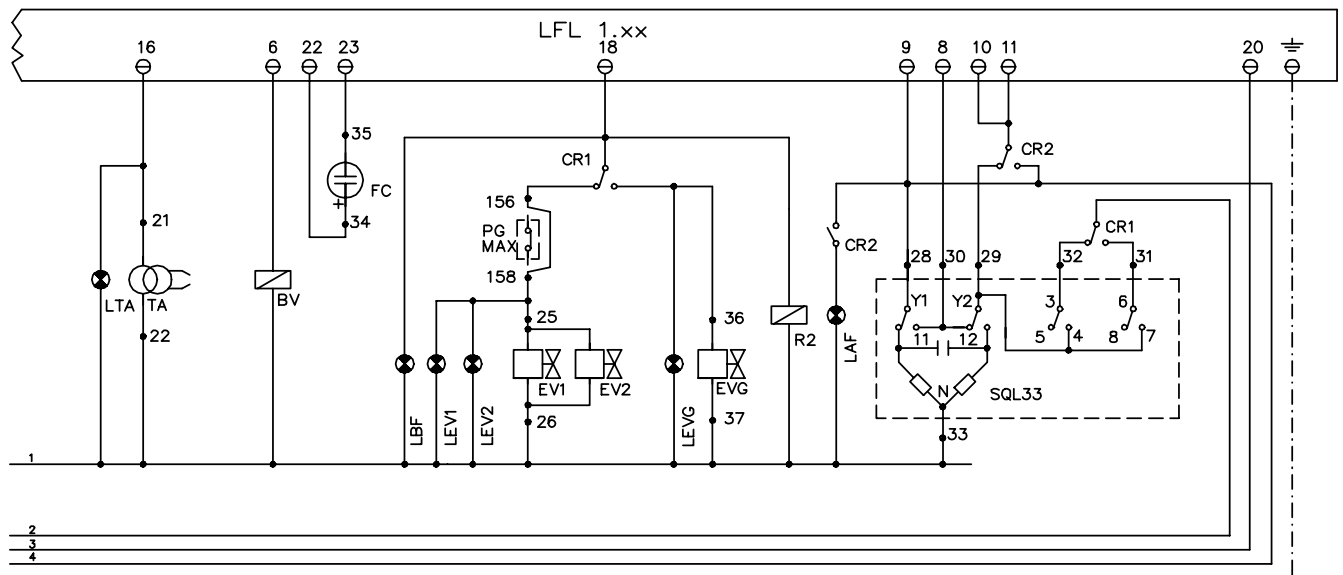 LFL 1.xx
16 6 22 23 18 9 8 10 11 20
35
CR1 CR2
FC
+
34
156
21
PG
MAX
CR2
CR1
28 30 29 32 31
158
LTA TA BV
Y1 Y2 3 6
25 36
22
R2
LAF
11 12 5 4 8 7
EV1 EV2 EVG
N SQL33
LBF LEV1 LEV2 26 LEVG 37
33
1
2
3
4